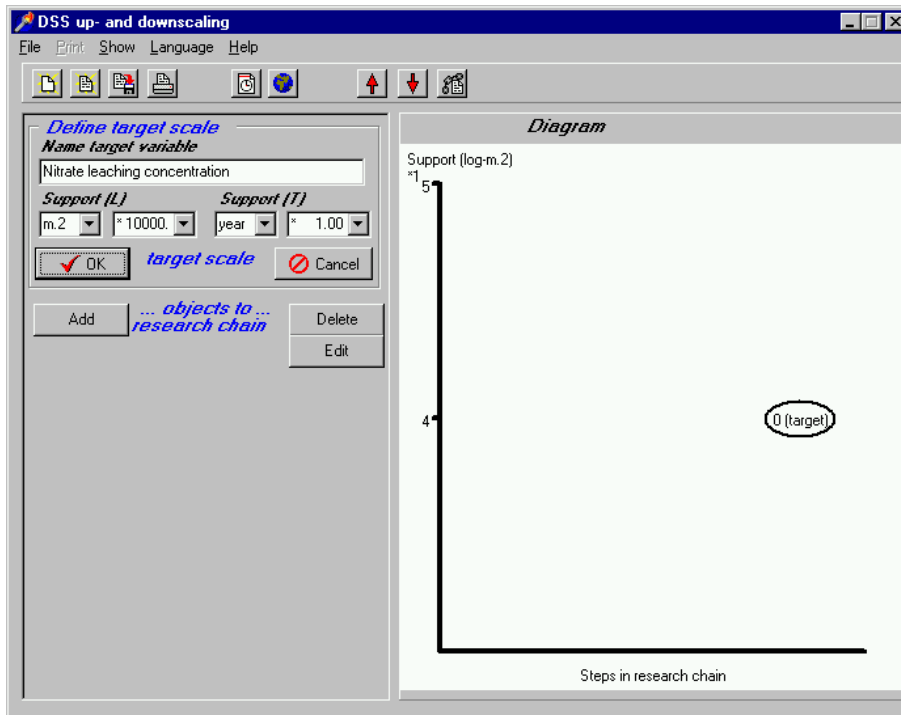 DSS up- and downscaling
File Print Show Language Help
Define target scale
Name target variable
Nitrate leaching concentration
Support (L) Support (T)
m.2 * 10000. year * 1.00
OK target scale Cancel
Add ... objects to ... research chain Delete
Edit
Diagram
Support (log-m.2)
*1
5
4
0 (target)
Steps in research chain